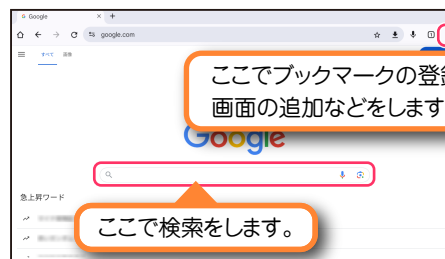 Google
google.com
すべて 画像
ここでブックマークの登録
画面の追加などをします
Google
急上昇ワード
ここで検索をします。